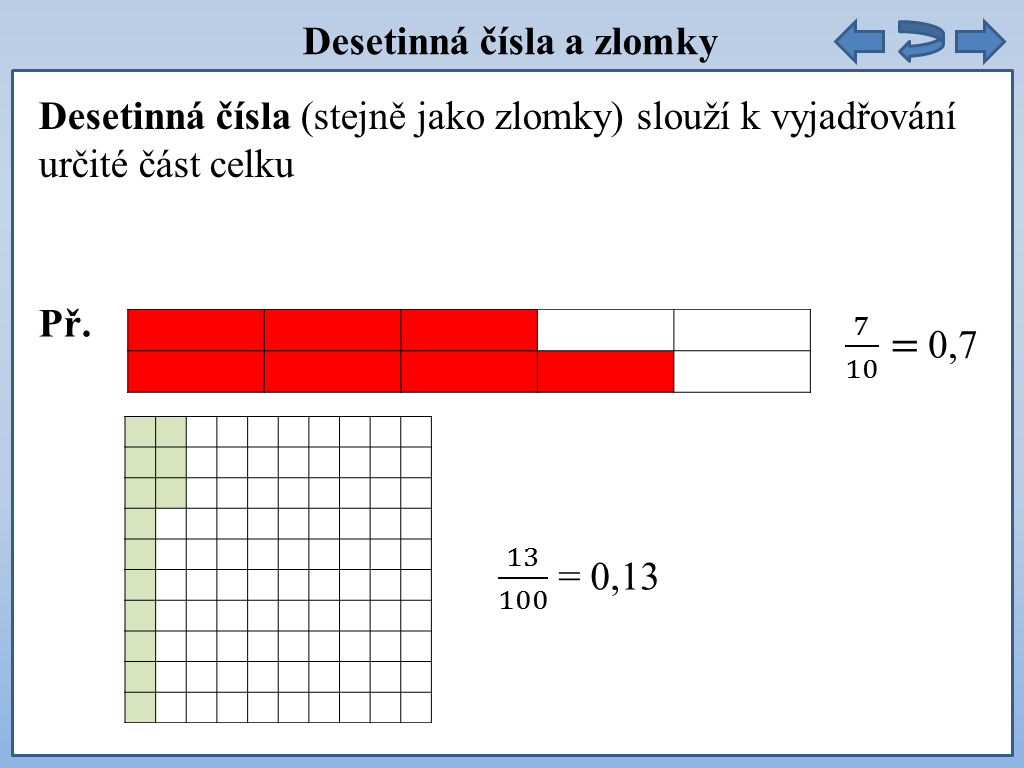 Desetinná čísla a zlomky
Desetinná čísla (stejně jako zlomky) slouží k vyjadřování
určité část celku
Př.
7/10 = 0,7
13/100 = 0,13